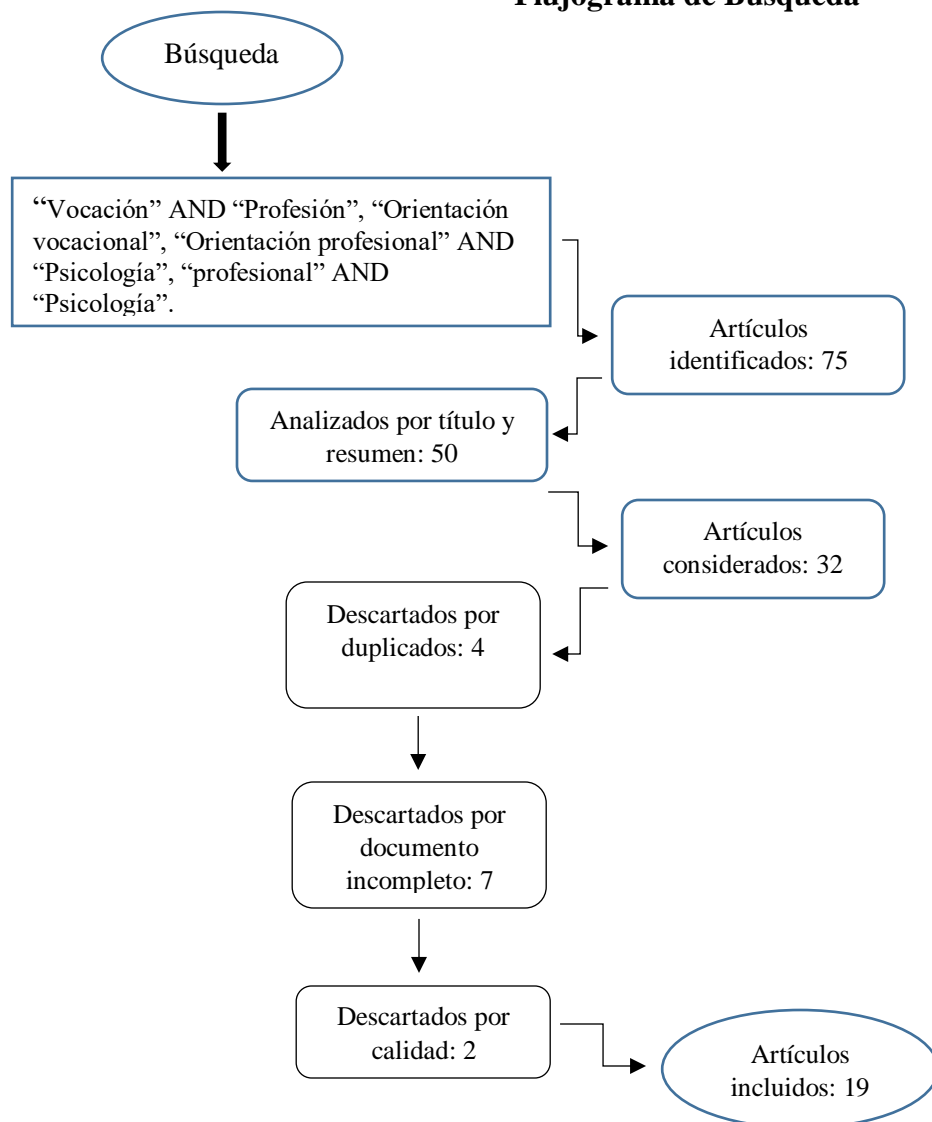 Flujograma de Búsqueda
Búsqueda
“Vocación” AND “Profesión”, “Orientación
vocacional”, “Orientación profesional” AND
“Psicología”, “profesional” AND
“Psicología”.
Artículos
identificados: 75
Analizados por título y
resumen: 50
Artículos
considerados: 32
Descartados por
duplicados: 4
Descartados por
documento
incompleto: 7
Descartados por
calidad: 2
Artículos
incluidos: 19